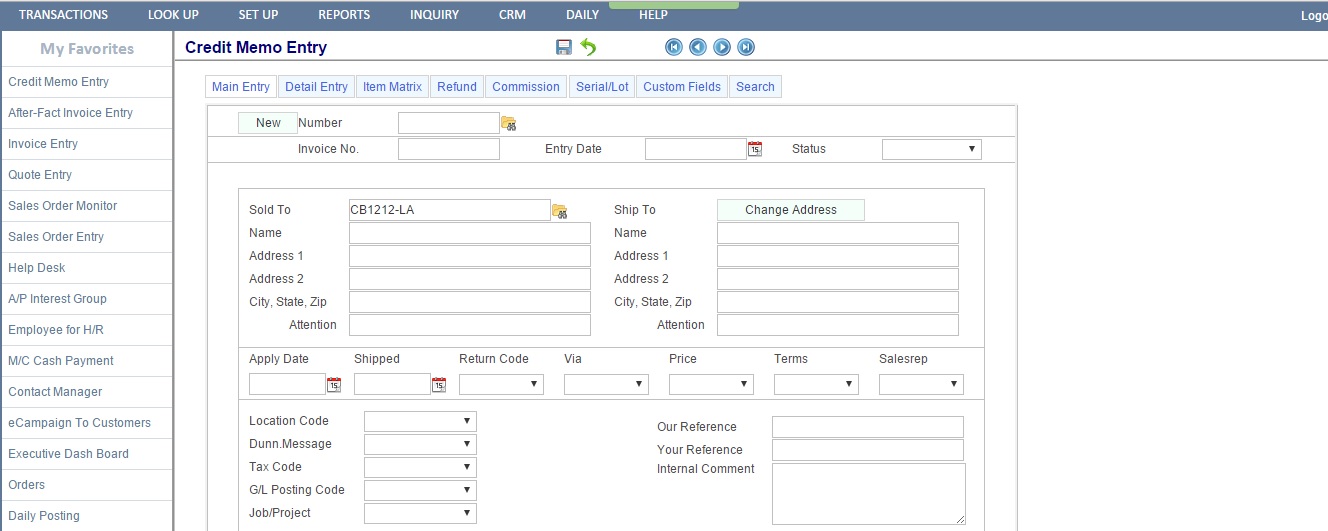 TRANSACTIONS LOOK UP SET UP REPORTS INQUIRY CRM DAILY HELP Logo
My Favorites
Credit Memo Entry
After-Fact Invoice Entry
Invoice Entry
Quote Entry
Sales Order Monitor
Sales Order Entry
Help Desk
A/P Interest Group
Employee for H/R
M/C Cash Payment
Contact Manager
eCampaign To Customers
Executive Dash Board
Orders
Daily Posting
Credit Memo Entry
Main Entry Detail Entry Item Matrix Refund Commission Serial/Lot Custom Fields Search
New Number
Invoice No. Entry Date 15 Status
Sold To CB1212-LA Ship To Change Address
Name Name
Address 1 Address 1
Address 2 Address 2
City, State, Zip City, State, Zip
Attention Attention
Apply Date Shipped Return Code Via Price Terms Salesrep
15 15
Location Code
Dunn.Message
Tax Code
G/L Posting Code
Job/Project
Our Reference
Your Reference
Internal Comment